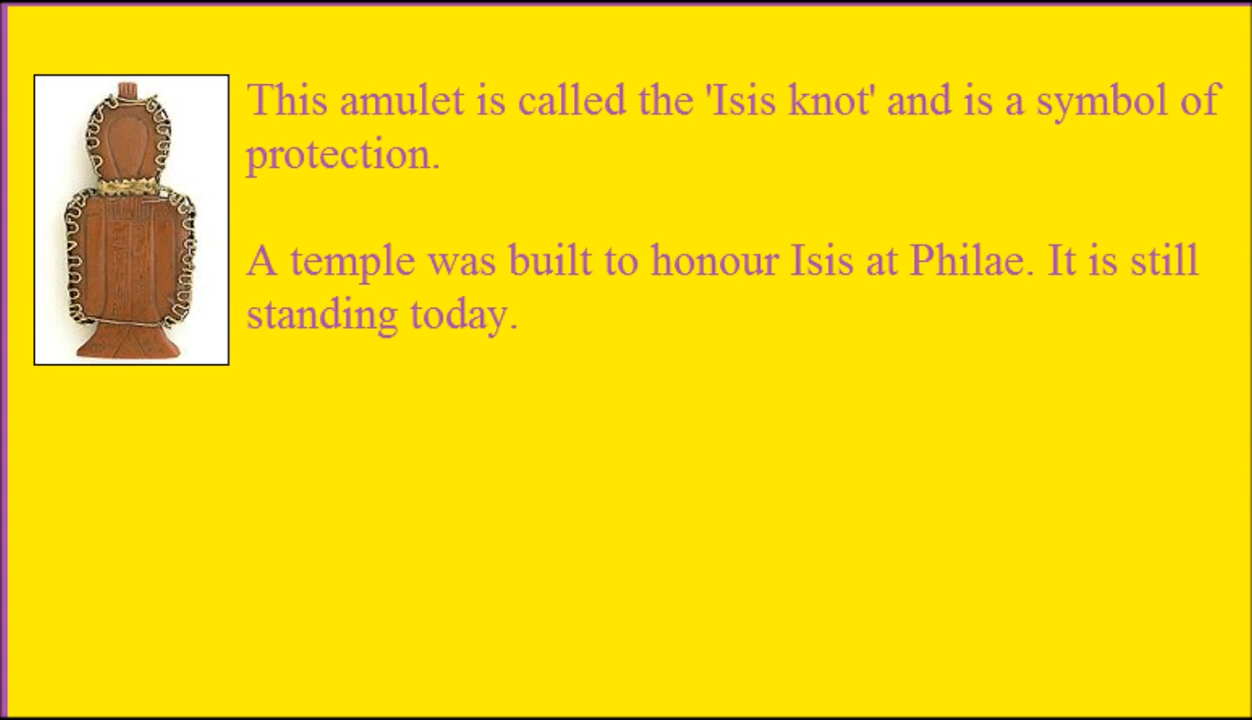 This amulet is called the 'Isis knot' and is a symbol of
protection.
A temple was built to honour Isis at Philae. It is still
standing today.